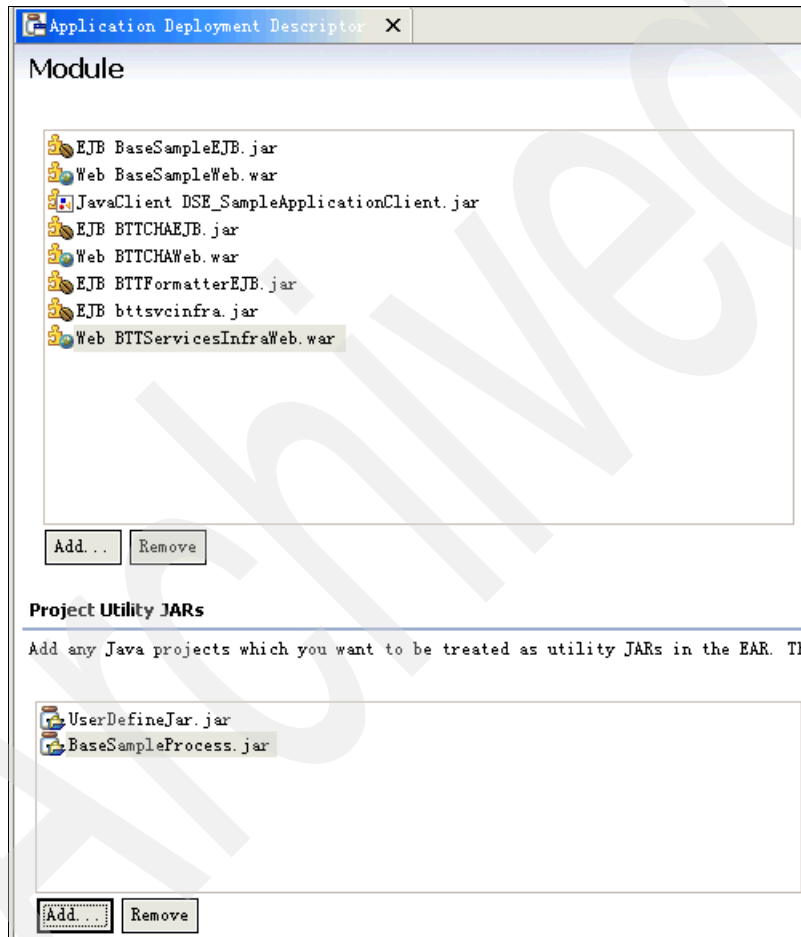 Application Deployment Descriptor X
Module
EJB BaseSampleEJB.jar
Web BaseSampleWeb.war
JavaClient DSE_SampleApplicationClient.jar
EJB BTTCHAEJB.jar
Web BTTCHAWeb.war
EJB BTTFormatterEJB.jar
EJB bttsvcinfra.jar
Web BTTServicesInfraWeb.war
Add... Remove
Project Utility JARs
Add any Java projects which you want to be treated as utility JARs in the EAR. Th
UserDefineJar.jar
BaseSampleProcess.jar
Add... Remove
Archived